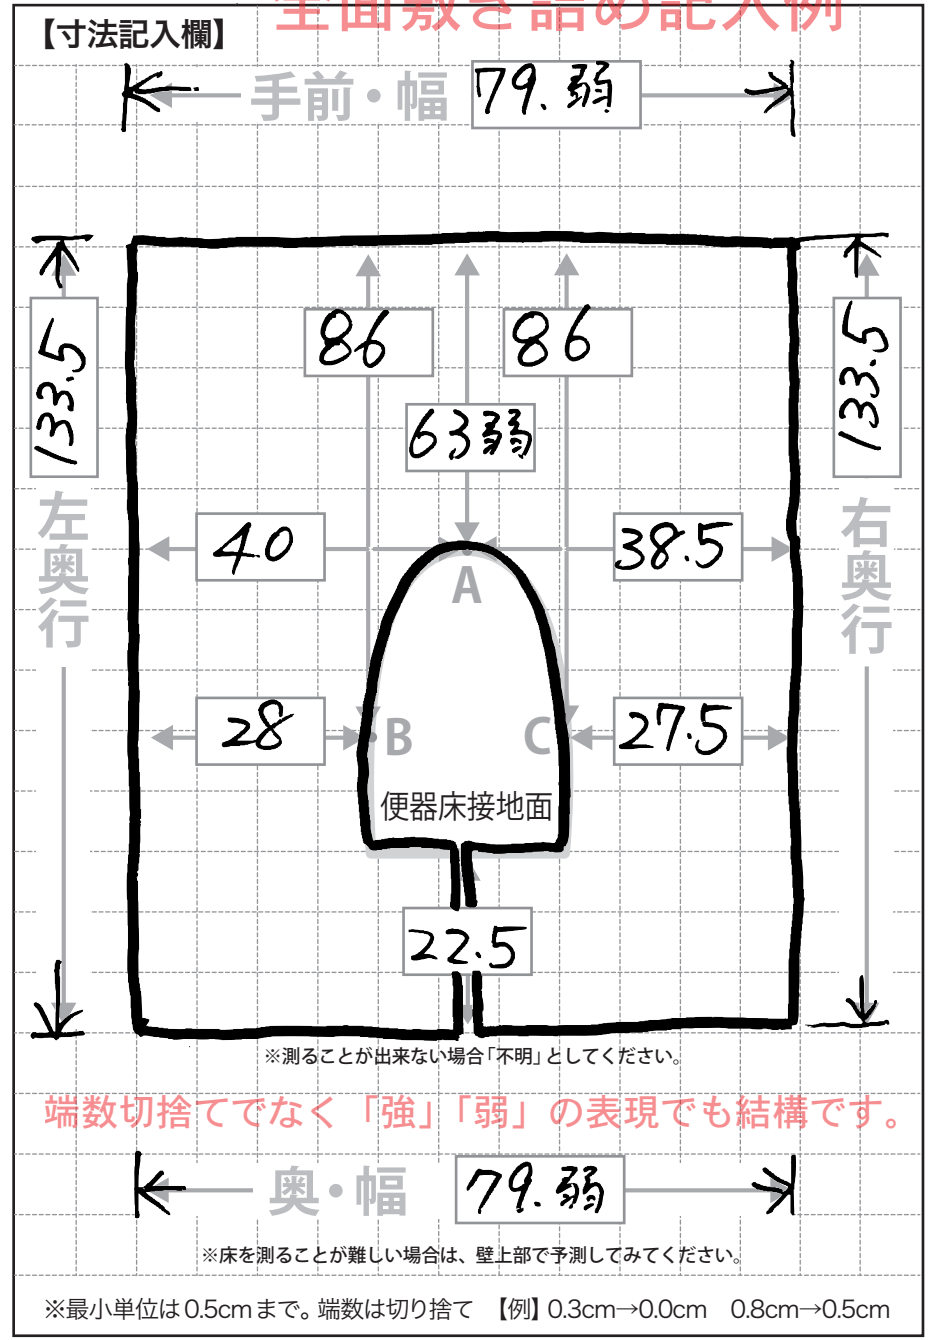 全面敷き詰め記入例
【寸法記入欄】
手前・幅 79.弱
133.5
左奥行
86
86
63弱
133.5
右奥行
40
38.5
A
28
B
C
27.5
便器床接地面
22.5
※測ることが出来ない場合「不明」としてください。
端数切捨てでなく「強」「弱」の表現でも結構です。
奥・幅 79.弱
※床を測ることが難しい場合は、壁上部で予測してみてください。
※最小単位は0.5cmまで。端数は切り捨て 【例】0.3cm→0.0cm 0.8cm→0.5cm